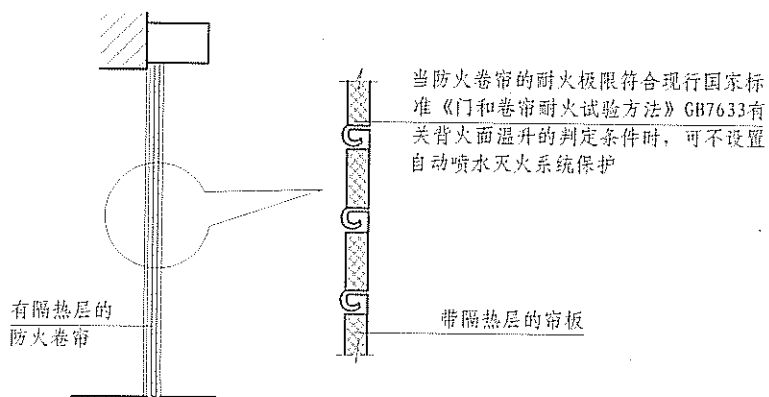 当防火卷帘的耐火极限符合现行国家标
准《门和卷帘耐火试验方法》GB7633有
关背火面温升的判定条件时，可不设置
自动喷水灭火系统保护
有隔热层的
防火卷帘
带隔热层的帘板